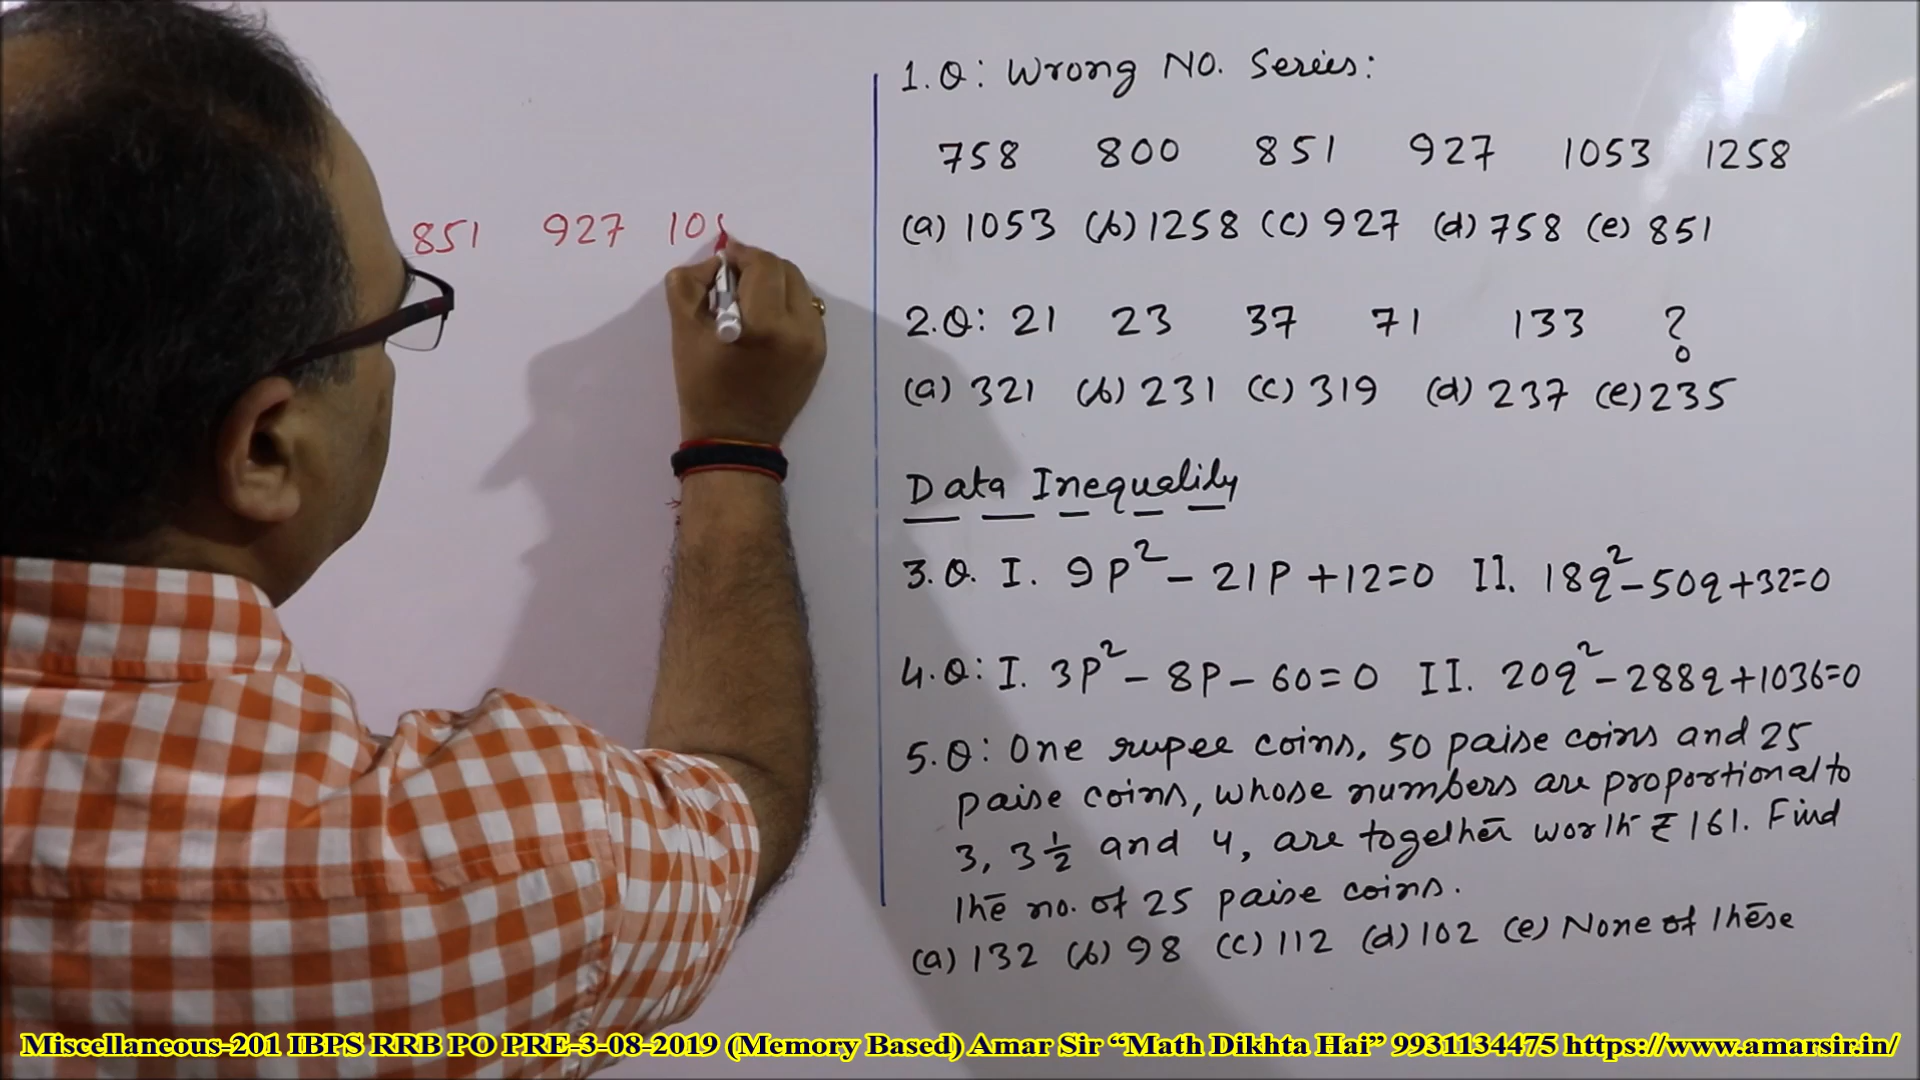 851 927 10
1.Q: Wrong NO. Series:
758 800 851 927 1053 1258
(a) 1053 (b) 1258 (c) 927 (d) 758 (e) 851
2.Q: 21 23 37 71 133 ?
(a) 321 (b) 231 (c) 319 (d) 237 (e) 235
Data Inequality
3.Q. I. 9p² - 21p + 12 = 0 II. 18q² - 50q + 32 = 0
4.Q: I. 3p² - 8p - 60 = 0 II. 20q² - 288q + 1036 = 0
5.Q: One rupee coins, 50 paise coins and 25
paise coins, whose numbers are proportional to
3, 3 1/2 and 4, are together worth ₹ 161. Find
the no. of 25 paise coins.
(a) 132 (b) 98 (c) 112 (d) 102 (e) None of these
Miscellaneous-201 IBPS RRB PO PRE-3-08-2019 (Memory Based) Amar Sir “Math Dikhta Hai” 9931134475 https://www.amarsir.in/